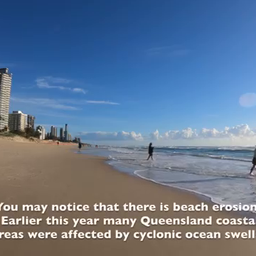 You may notice that there is beach erosion
Earlier this year many Queensland coasta
reas were affected by cyclonic ocean swell